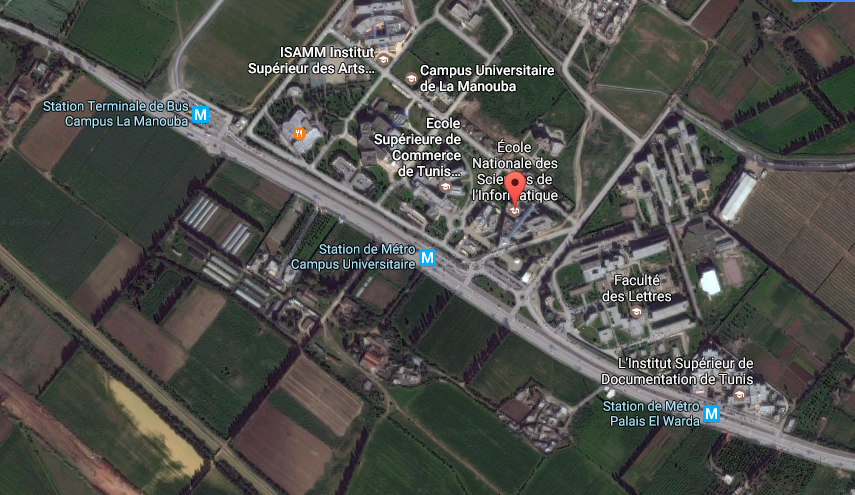 ISAMM Institut
Supérieur des Arts...
Campus Universitaire
de La Manouba
Station Terminale de Bus
Campus La Manouba
M
Ecole
Supérieure de
Commerce
de Tunis...
École
Nationale des
Sciences de
l'Informatique
Station de Métro
Campus Universitaire
M
Faculté
des Lettres
L'Institut Supérieur de
Documentation de Tunis
Station de Métro
Palais El Warda
M